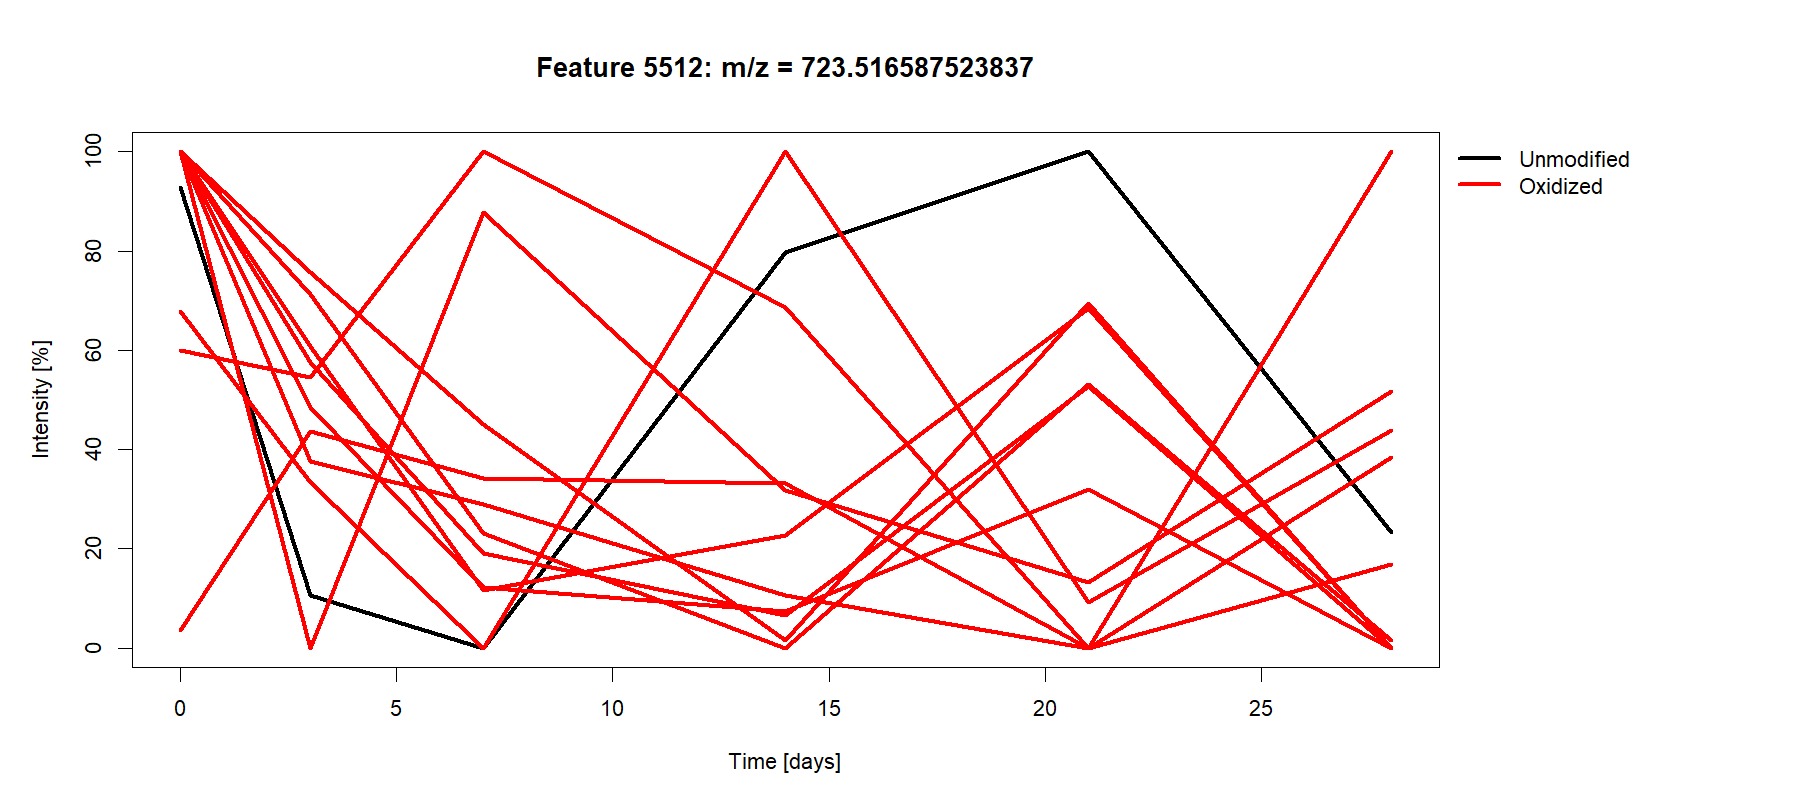 Feature 5512: m/z = 723.516587523837
Unmodified
Oxidized
Intensity [%]
100
80
60
40
20
0
0 5 10 15 20 25
Time [days]